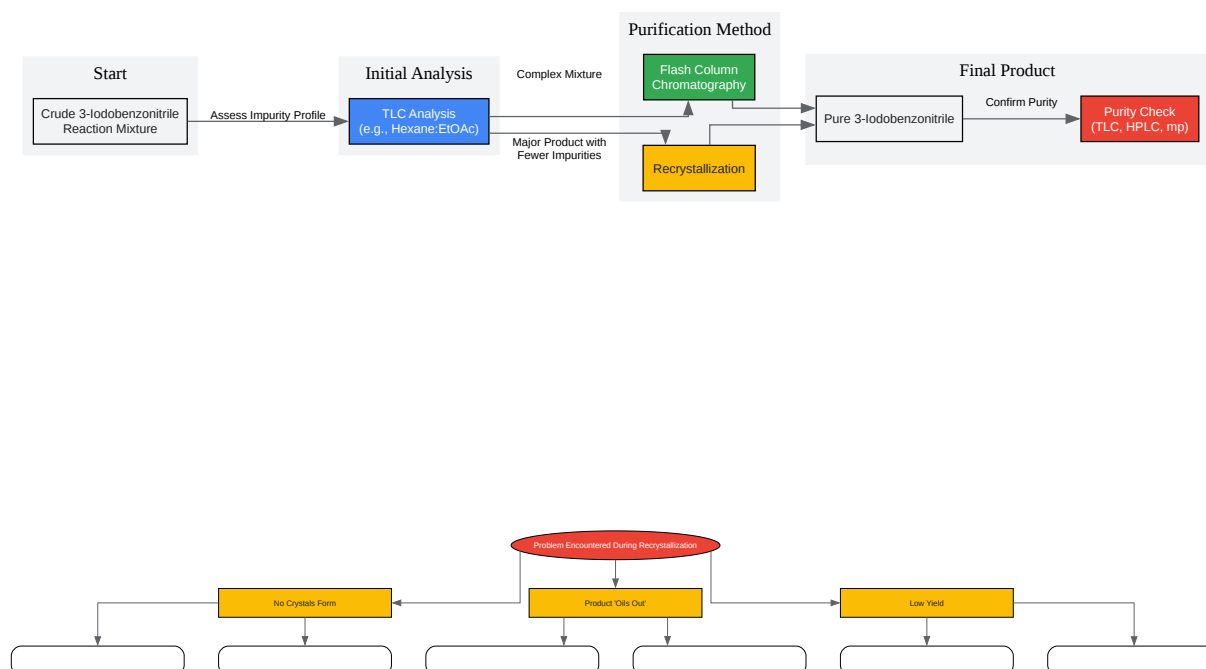 Purification Method
Start
Initial Analysis
Final Product
Complex Mixture
Flash Column
Chromatography
Crude 3-Iodobenzonitrile
Reaction Mixture
Assess Impurity Profile
TLC Analysis
(e.g., Hexane:EtOAc)
Major Product with
Fewer Impurities
Recrystallization
Pure 3-Iodobenzonitrile
Confirm Purity
Purity Check
(TLC, HPLC, mp)
Problem Encountered During Recrystallization
No Crystals Form
Product 'Oils Out'
Low Yield